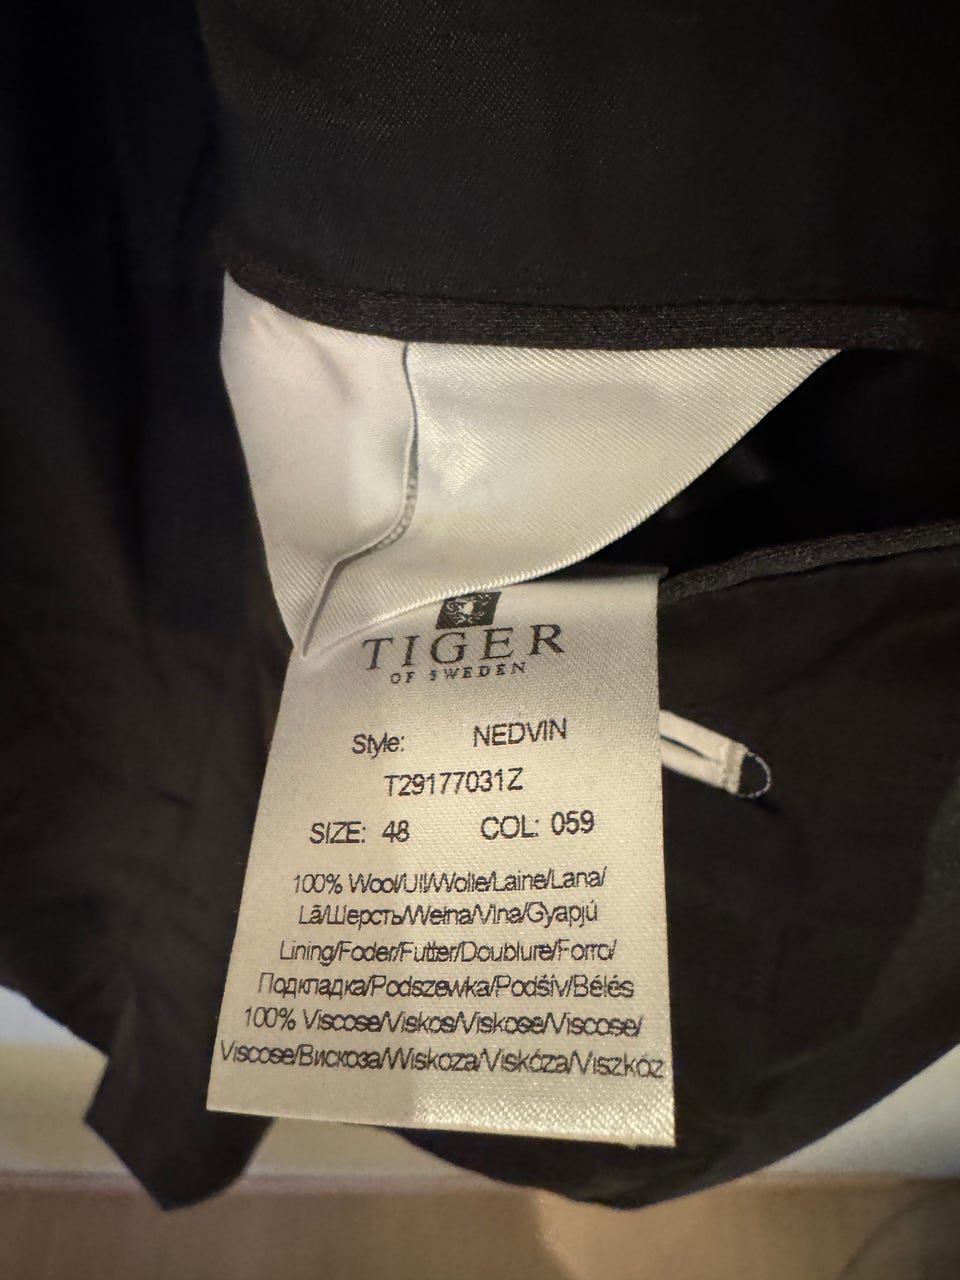 TIGER
OF SWEDEN
Style: NEDVIN
T29177031Z
SIZE: 48 COL: 059
100% Wool/Ull/Wolle/Laine/Lana/
Lã/Шерсть/Wełna/Vlna/Gyapjú
Lining/Foder/Futter/Doublure/Forro/
Подкладка/Podszewka/Podšív/Bélés
100% Viscose/Viskos/Viskose/Viscose/
Viscose/Вискоза/Wiskoza/Viskóza/Viszkóz